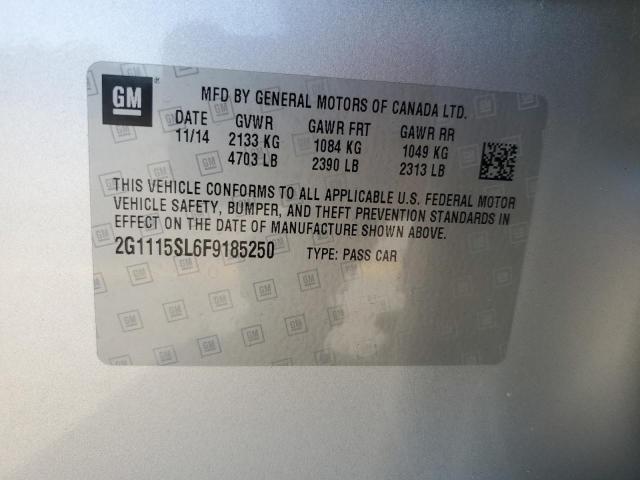 GM
MFD BY GENERAL MOTORS OF CANADA LTD.
DATE GVWR GAWR FRT GAWR RR
11/14 2133 KG 1084 KG 1049 KG
4703 LB 2390 LB 2313 LB
THIS VEHICLE CONFORMS TO ALL APPLICABLE U.S. FEDERAL MOTOR
VEHICLE SAFETY, BUMPER, AND THEFT PREVENTION STANDARDS IN
EFFECT ON THE DATE OF MANUFACTURE SHOWN ABOVE.
2G1115SL6F9185250 TYPE: PASS CAR